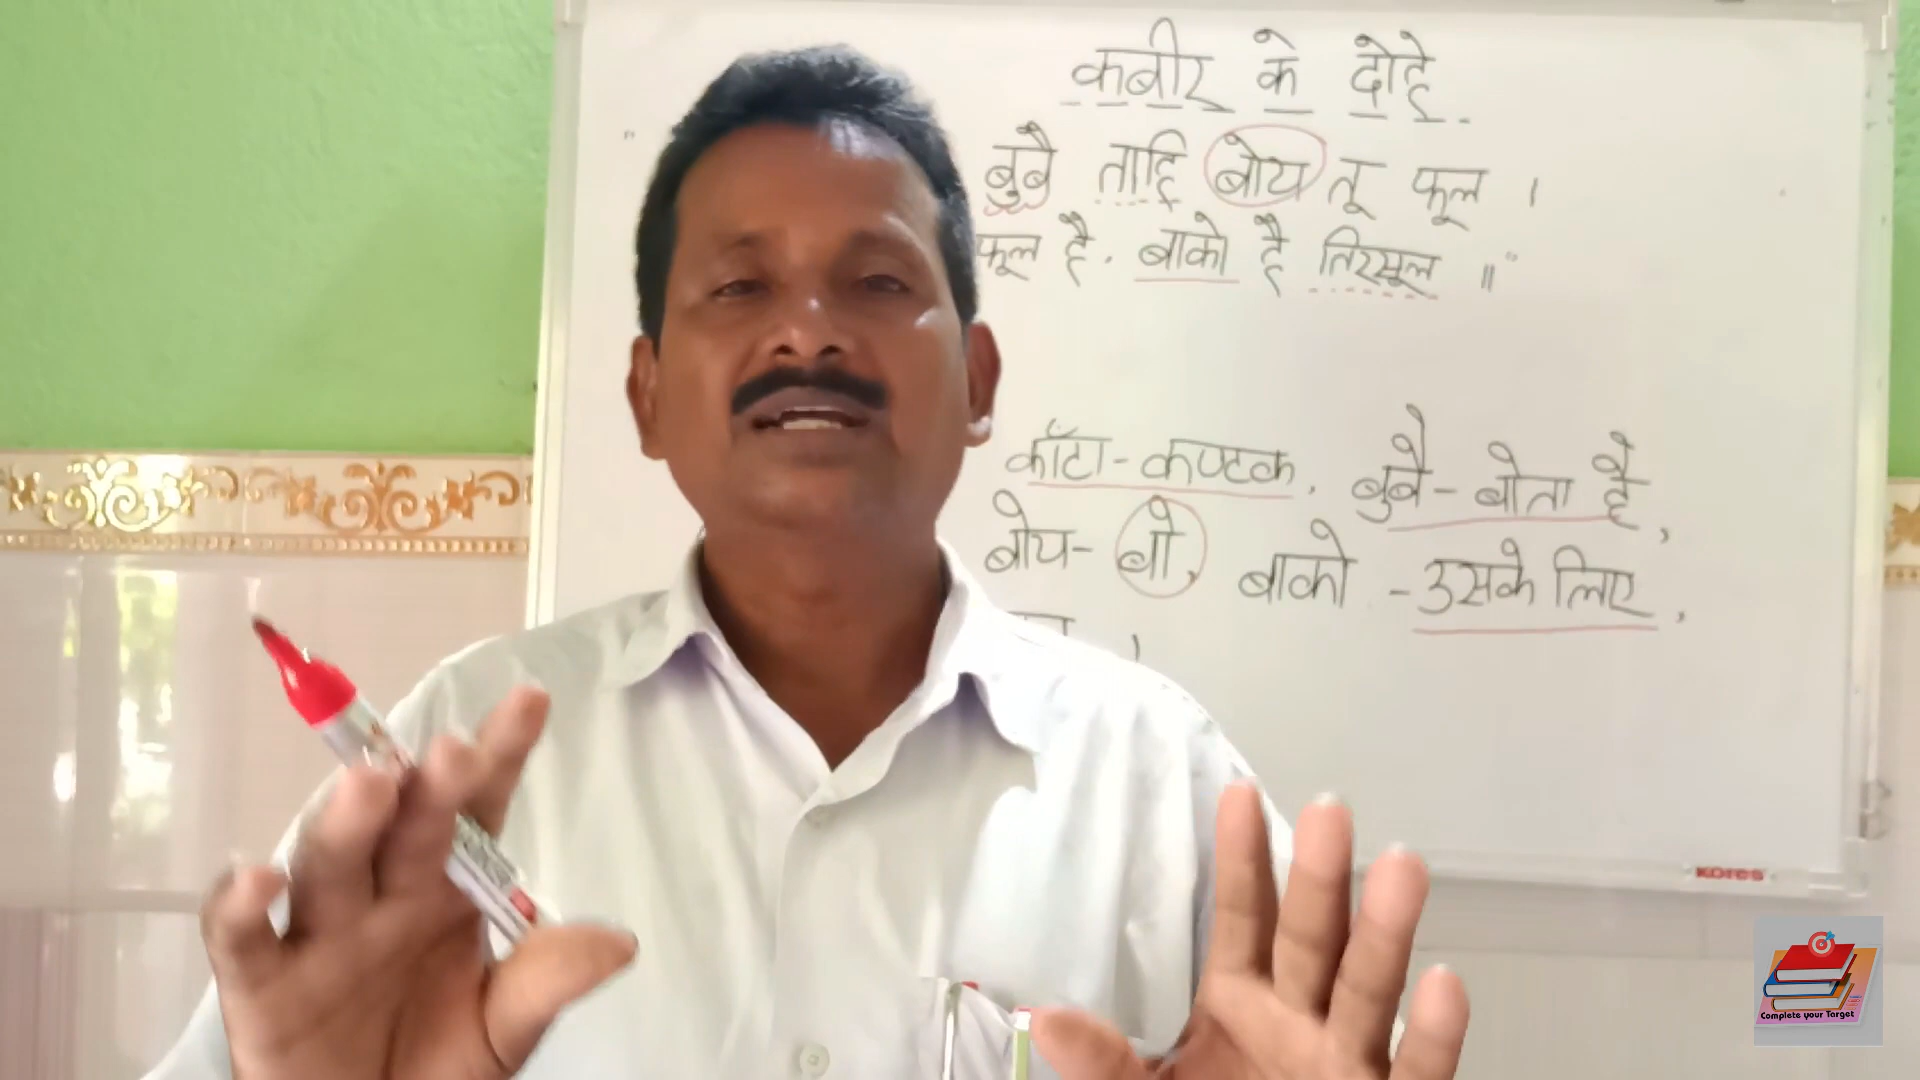 कबीर के दोहे.
" बुबै ताहि बोय तू फूल ।
फूल है, बाको है तिरसूल ॥"
काँटा - कण्टक, बुबै - बोता है,
बोय - बो, बाको - उसके लिए,
KORES
Complete your Target